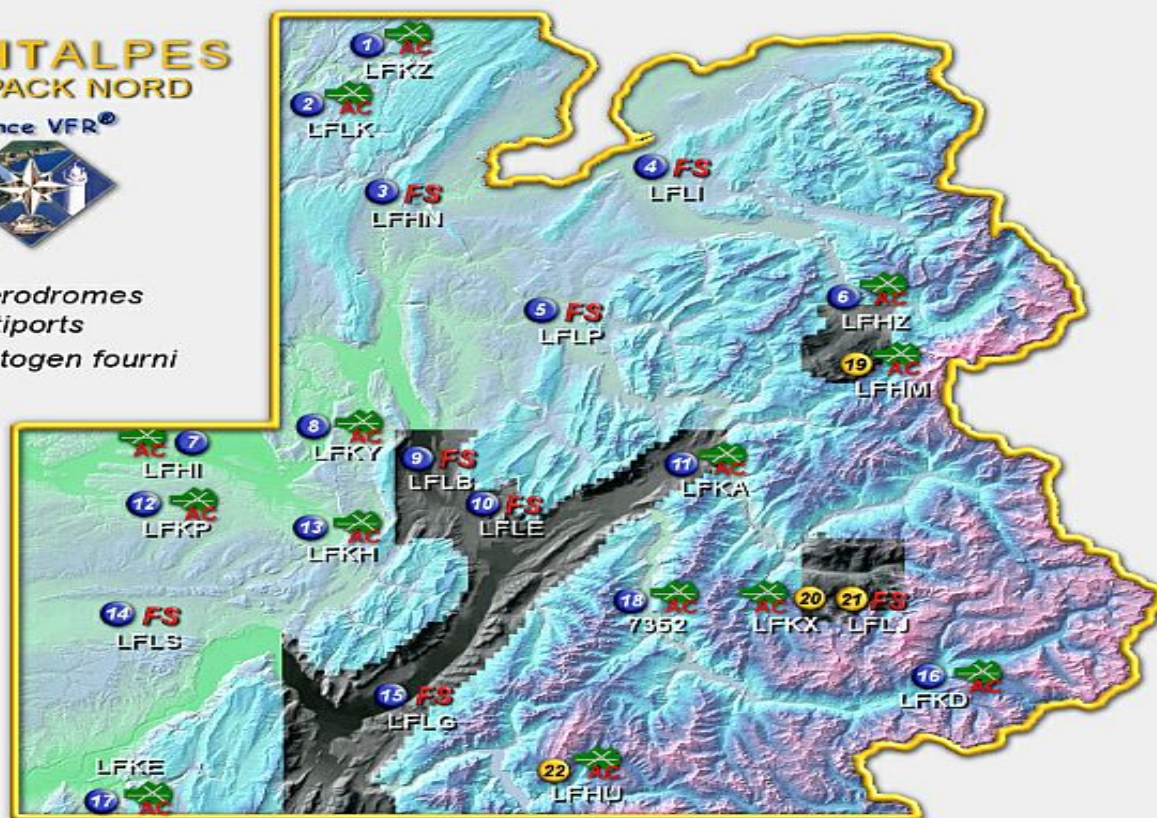 ITALPES
PACK NORD
nce VFR®
erodromes
tiports
togen fourni
1 AC
LFKZ
2 AC
LFLK
3 FS
LFHN
4 FS
LFLI
5 FS
LFLP
6 AC
LFHZ
19 AC
LFHM
AC 7
LFHI
8 AC
LFKY
9 FS
LFLB
10 FS
LFLE
11 AC
LFKA
12 AC
LFKP
13 AC
LFKH
14 FS
LFLS
18 AC
7352
AC 20 21 FS
LFKX LFLJ
15 FS
LFLG
16 AC
LFKD
LFKE
17 AC
22 AC
LFHU